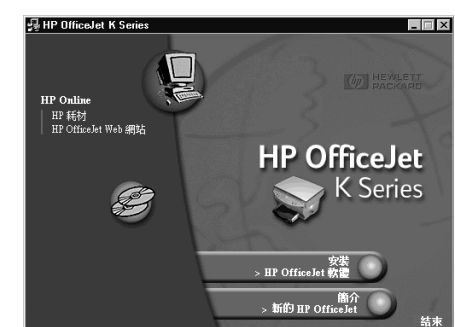 HP OfficeJet K Series
HEWLETT
PACKARD
HP Online
HP 耗材
HP OfficeJet Web 網站
HP OfficeJet
K Series
安裝
> HP OfficeJet 軟體
簡介
> 新的 HP OfficeJet
結束